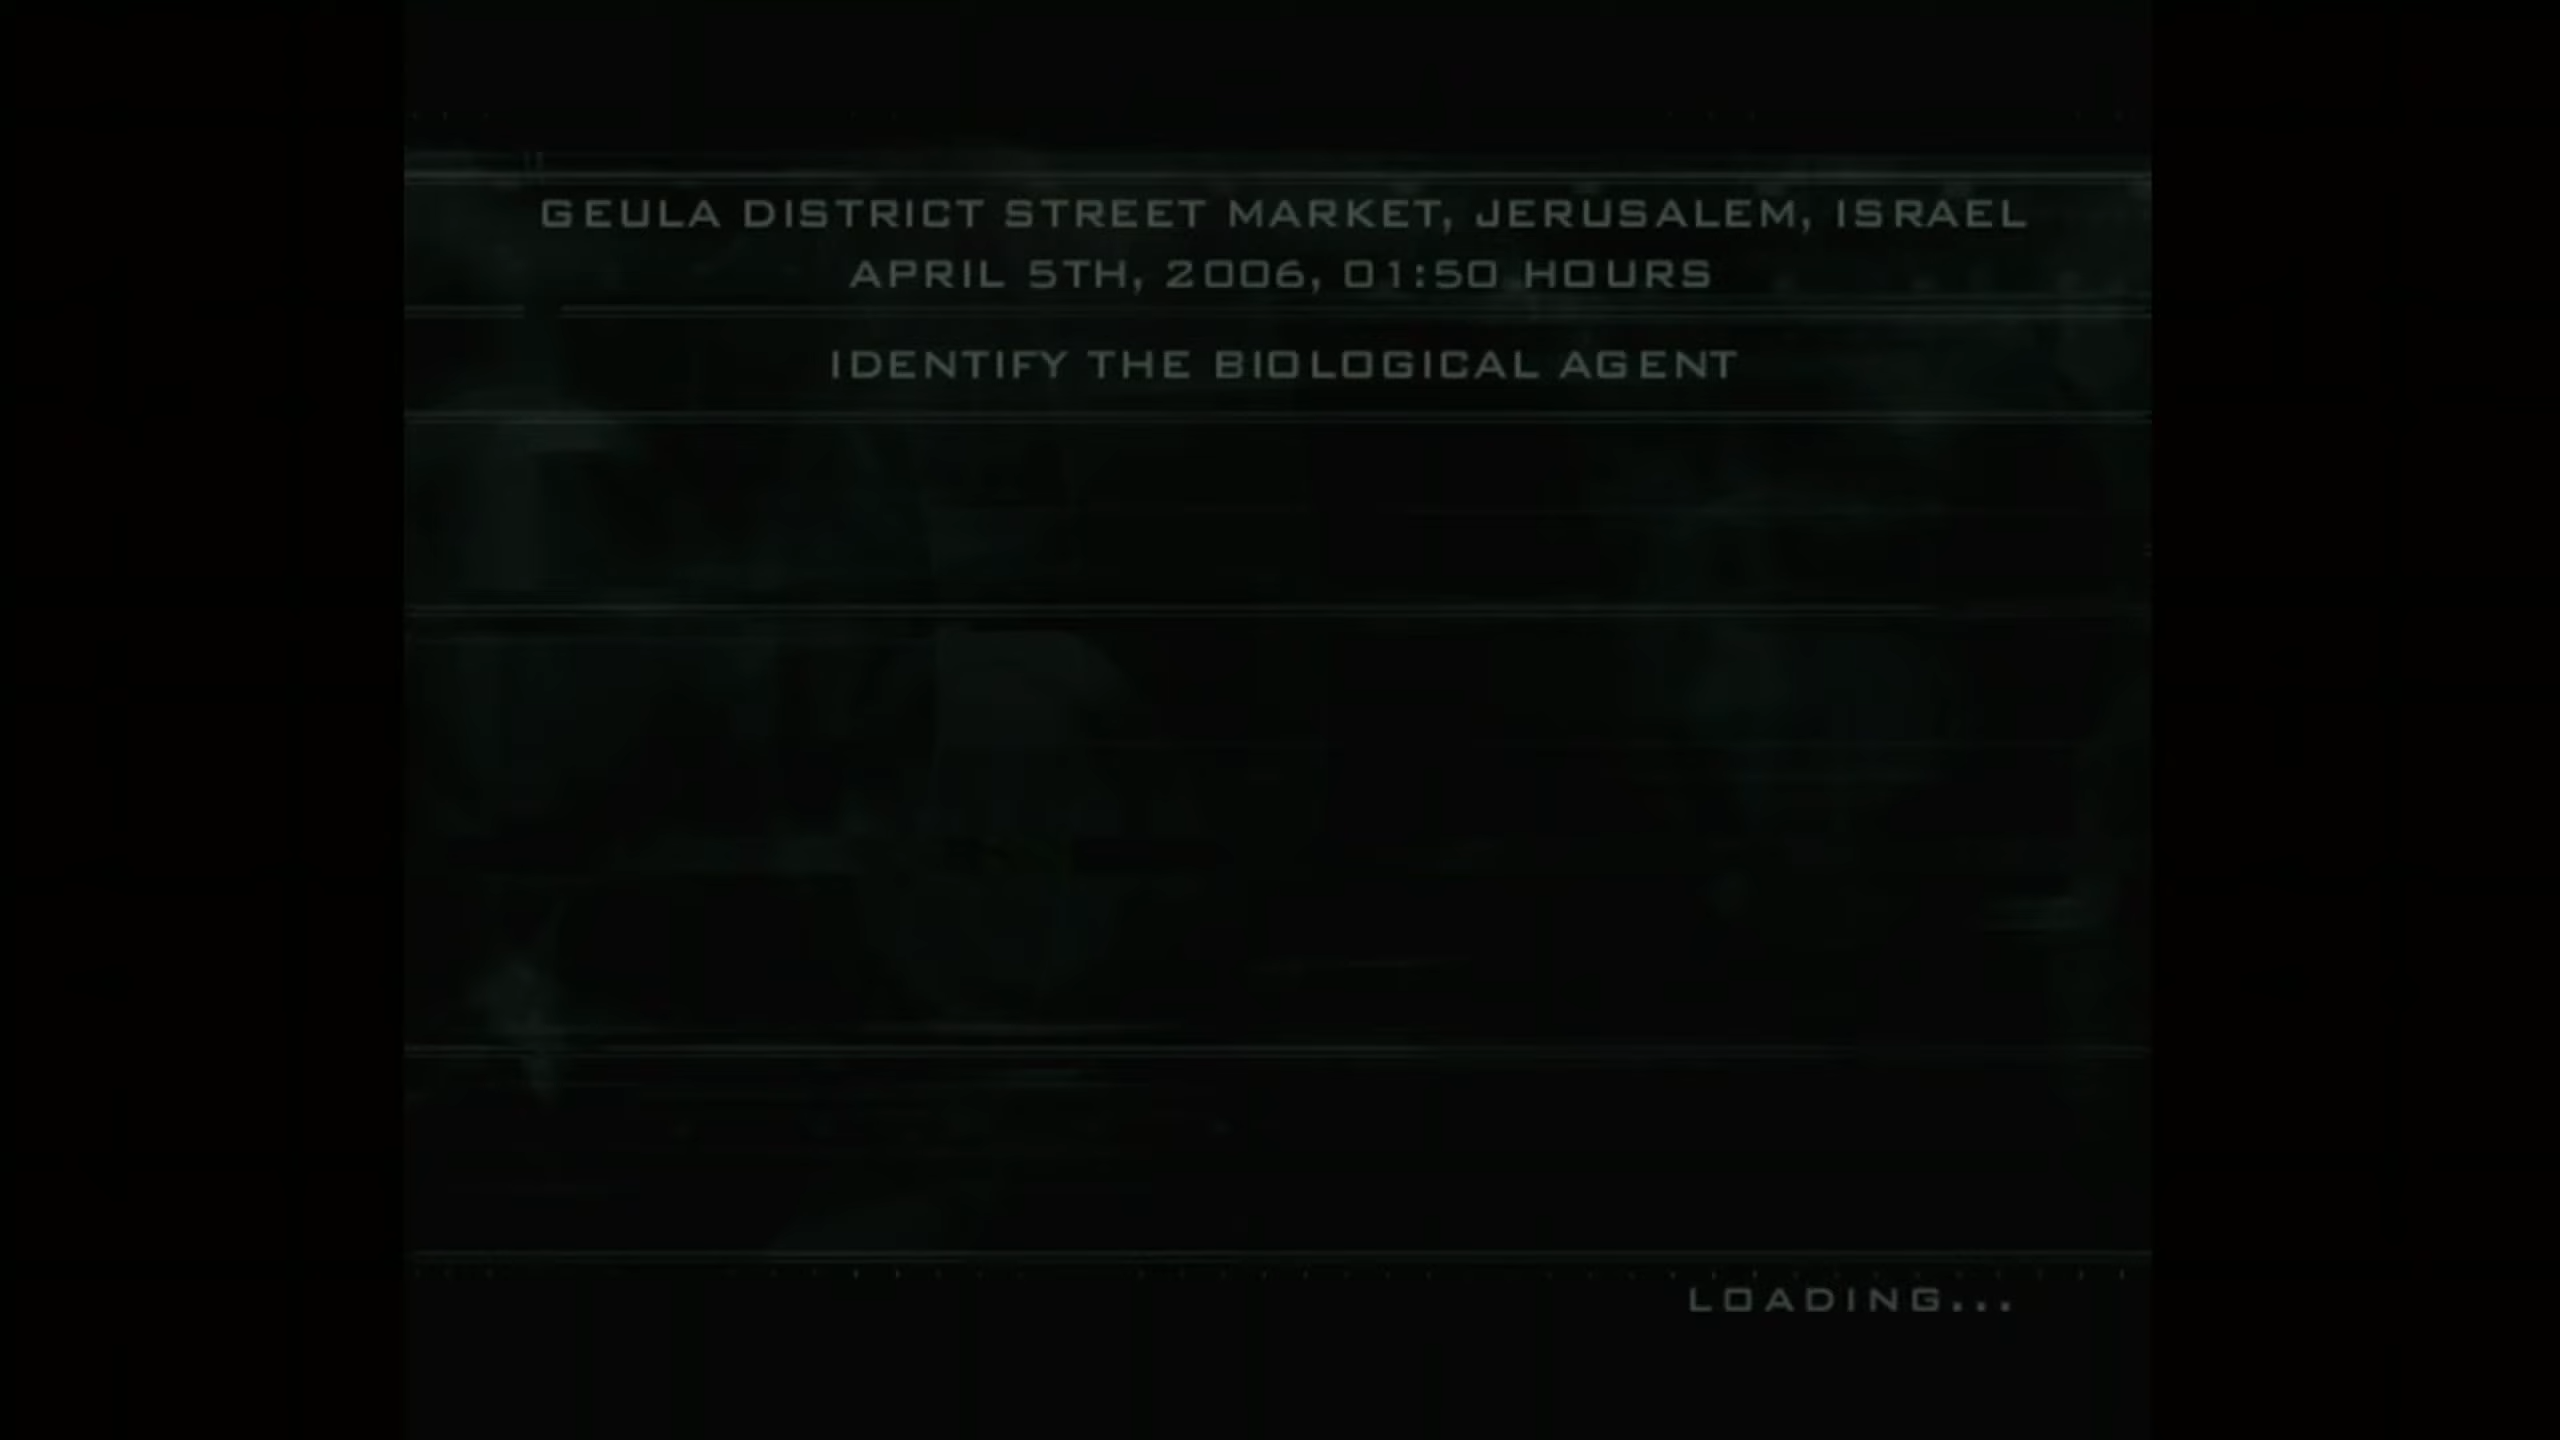 GEULA DISTRICT STREET MARKET, JERUSALEM, ISRAEL
APRIL 5TH, 2006, 01:50 HOURS
IDENTIFY THE BIOLOGICAL AGENT
LOADING...